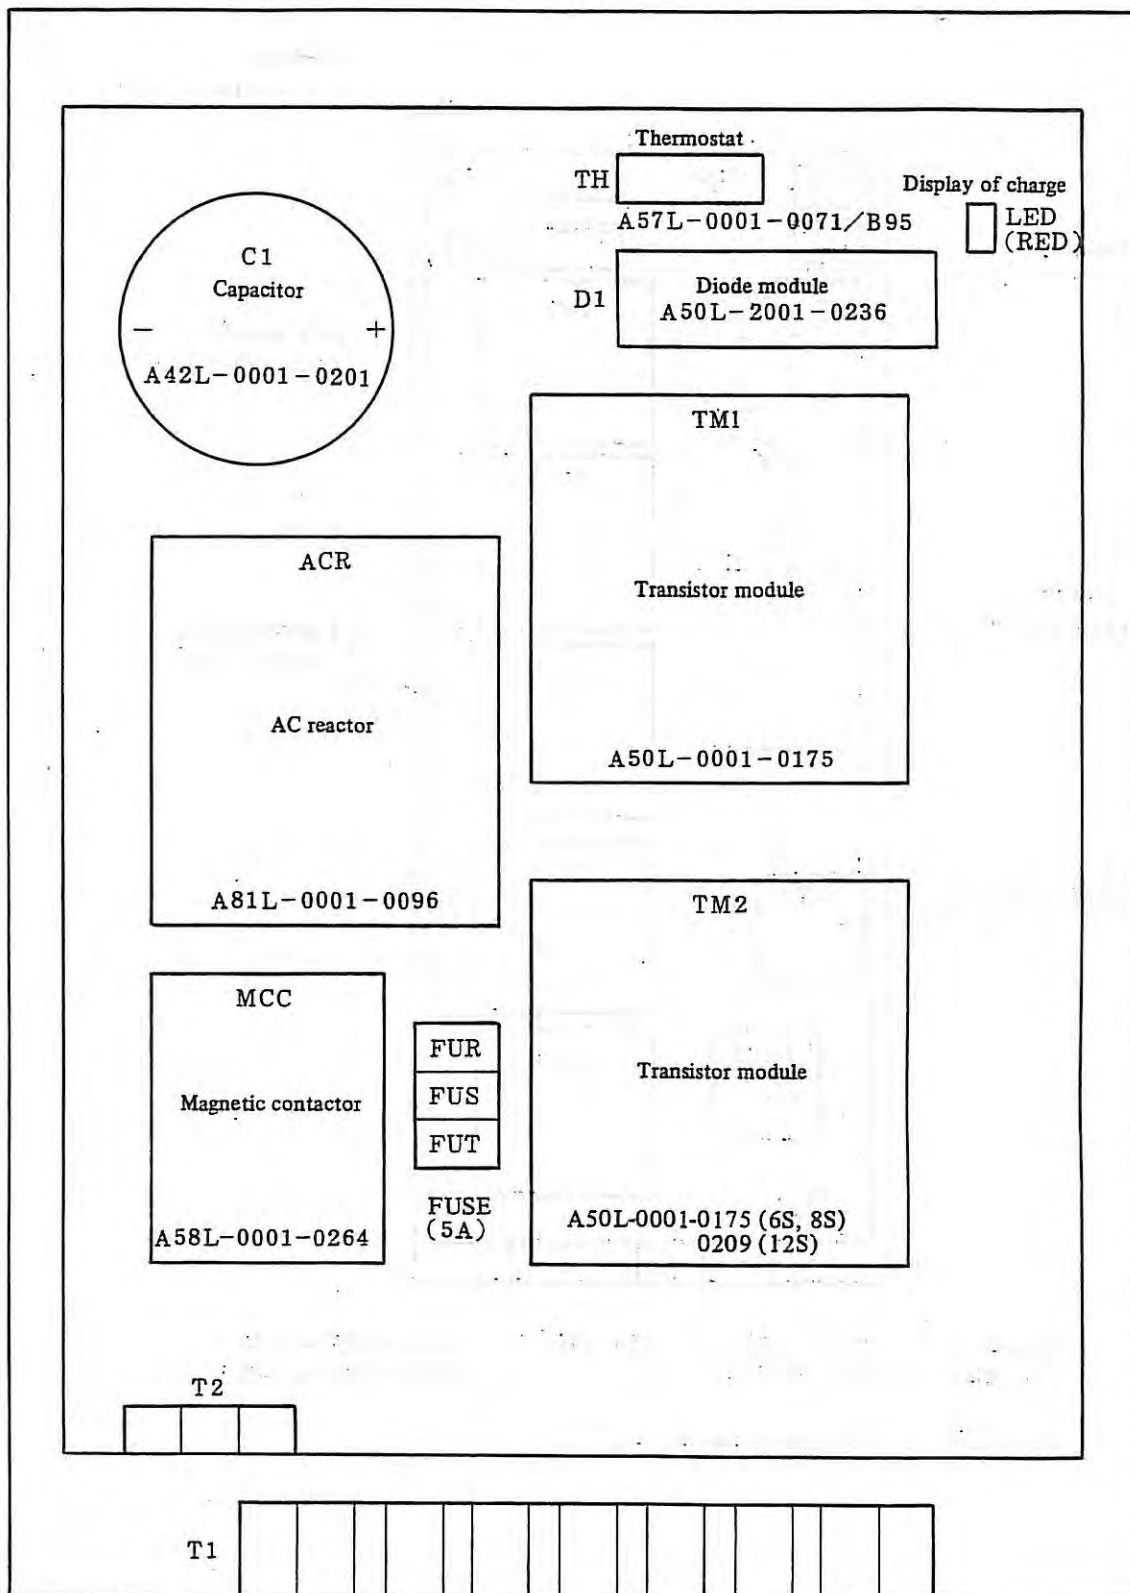 Thermostat
TH
A57L-0001-0071/B95
Display of charge
LED
(RED)
C1
Capacitor
− +
A42L-0001-0201
D1
Diode module
A50L-2001-0236
TM1
Transistor module
A50L-0001-0175
ACR
AC reactor
A81L-0001-0096
TM2
Transistor module
A50L-0001-0175 (6S, 8S)
0209 (12S)
MCC
Magnetic contactor
A58L-0001-0264
FUR
FUS
FUT
FUSE
(5A)
T2
T1